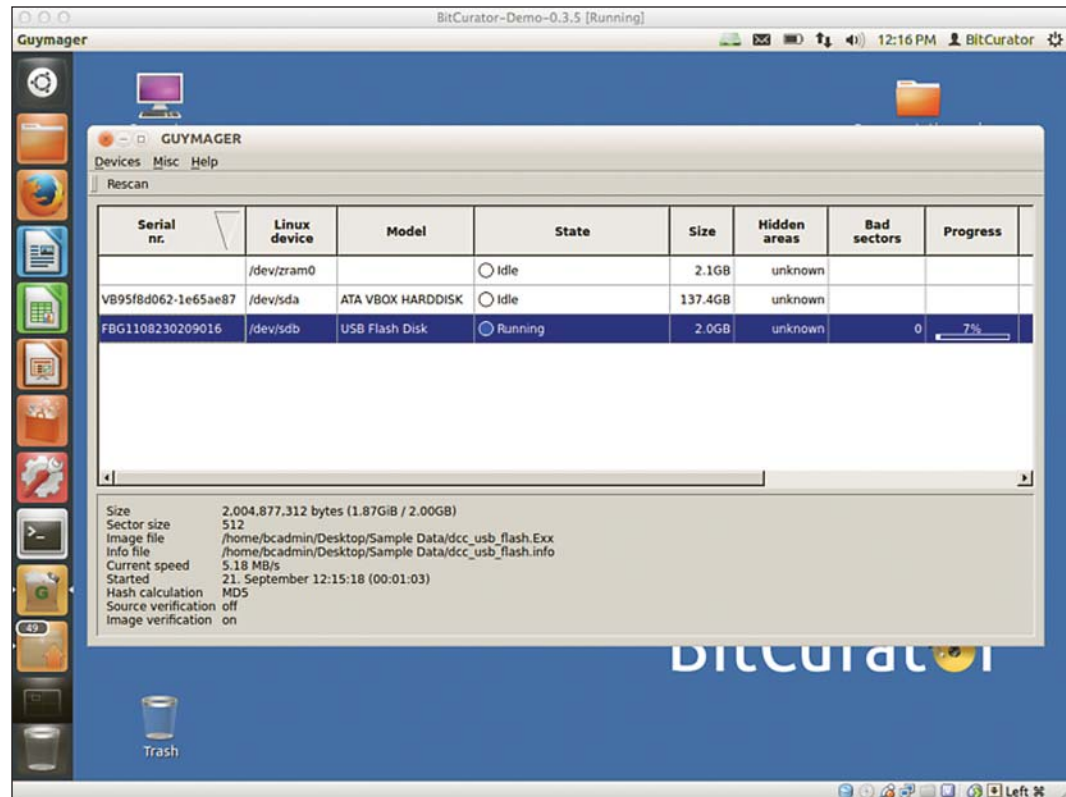 BitCurator-Demo-0.3.5 [Running]
Guymager 12:16 PM BitCurator
GUYMAGER
Devices Misc Help
Rescan
Serial nr. Linux device Model State Size Hidden areas Bad sectors Progress
/dev/zram0 Idle 2.1GB unknown
VB95f8d062-1e65ae87 /dev/sda ATA VBOX HARDDISK Idle 137.4GB unknown
FBG1108230209016 /dev/sdb USB Flash Disk Running 2.0GB unknown 0 7%
Size 2,004,877,312 bytes (1.87GiB / 2.00GB)
Sector size 512
Image file /home/bcadmin/Desktop/Sample Data/dcc_usb_flash.Exx
Info file /home/bcadmin/Desktop/Sample Data/dcc_usb_flash.info
Current speed 5.18 MB/s
Started 21. September 12:15:18 (00:01:03)
Hash calculation MD5
Source verification off
Image verification on
G
49
BitCurator
Trash
Left ⌘